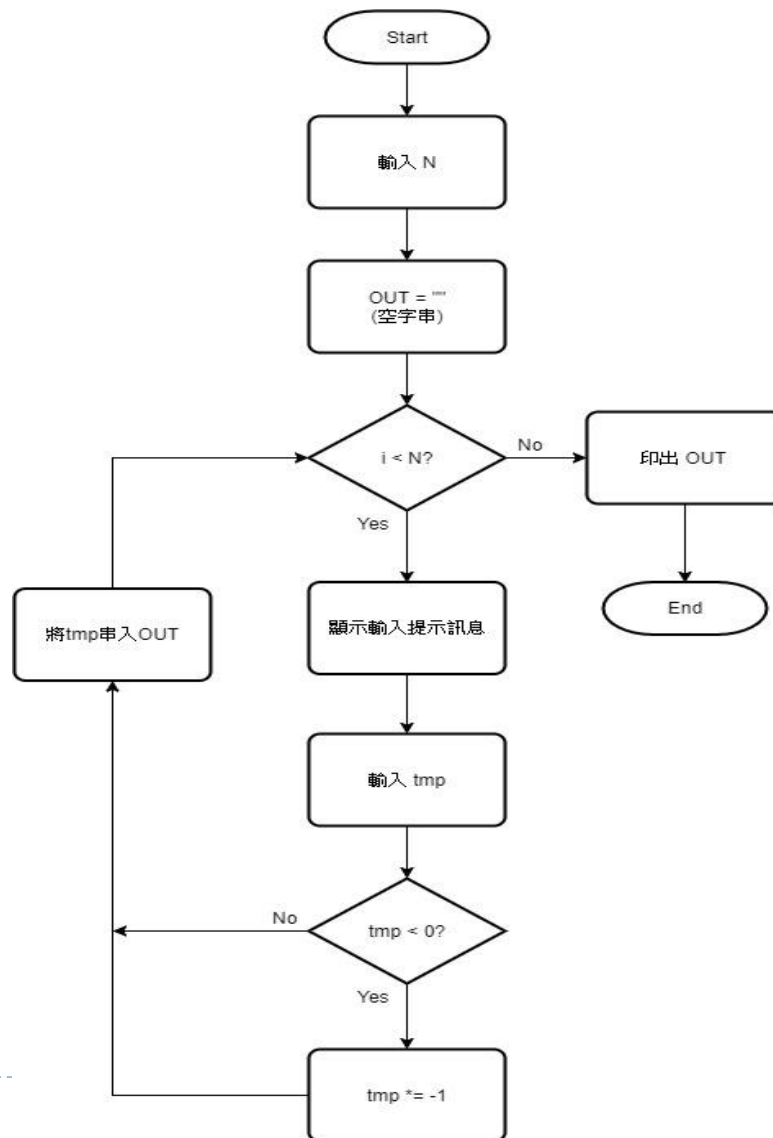 Start
輸入 N
OUT = ""
(空字串)
i < N?
No
印出 OUT
Yes
End
顯示輸入提示訊息
將tmp串入OUT
輸入 tmp
No
tmp < 0?
Yes
tmp *= -1